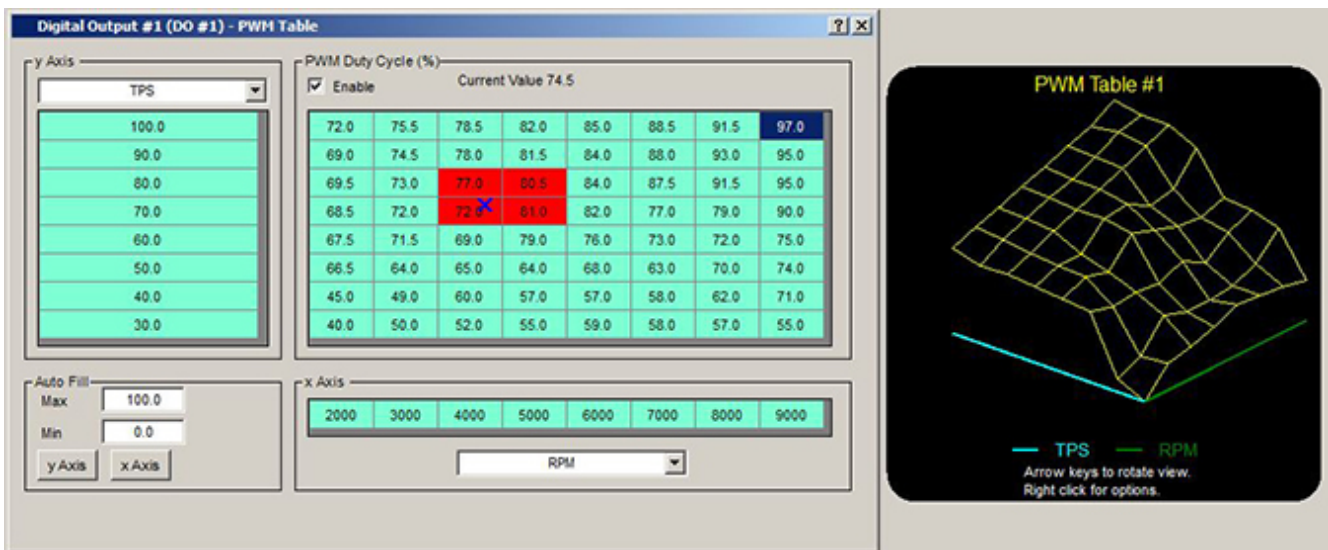 Digital Output #1 (DO #1) - PWM Table
y Axis
TPS
100.0
90.0
80.0
70.0
60.0
50.0
40.0
30.0
PWM Duty Cycle (%)
Enable
Current Value 74.5
72.0 75.5 78.5 82.0 85.0 88.5 91.5 97.0
69.0 74.5 78.0 81.5 84.0 88.0 93.0 95.0
69.5 73.0 77.0 80.5 84.0 87.5 91.5 95.0
68.5 72.0 81.0 82.0 77.0 79.0 90.0
67.5 71.5 69.0 79.0 76.0 73.0 72.0 75.0
66.5 64.0 65.0 64.0 68.0 63.0 70.0 74.0
45.0 49.0 60.0 57.0 57.0 58.0 62.0 71.0
40.0 50.0 52.0 55.0 59.0 58.0 57.0 55.0
Auto Fill
Max 100.0
Min 0.0
y Axis x Axis
x Axis
2000 3000 4000 5000 6000 7000 8000 9000
RPM
PWM Table #1
TPS RPM
Arrow keys to rotate view.
Right click for options.